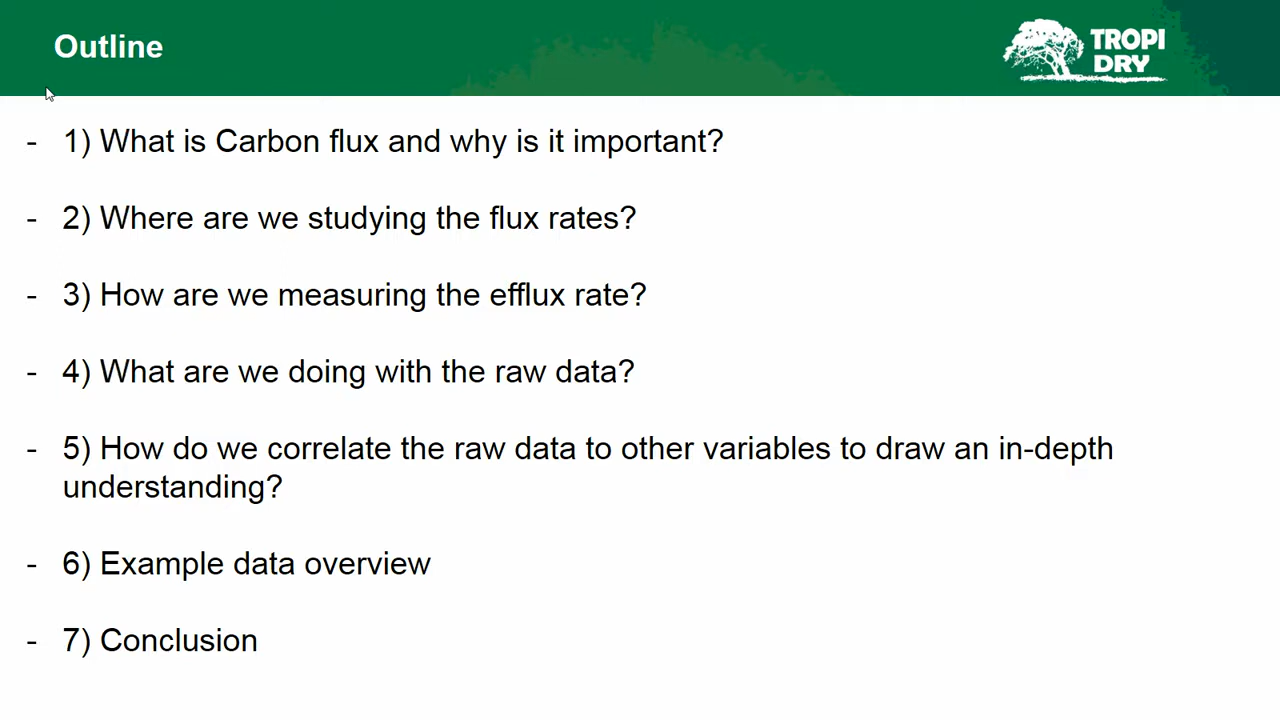 Outline
TROPI
DRY
- 1) What is Carbon flux and why is it important?
- 2) Where are we studying the flux rates?
- 3) How are we measuring the efflux rate?
- 4) What are we doing with the raw data?
- 5) How do we correlate the raw data to other variables to draw an in-depth
understanding?
- 6) Example data overview
- 7) Conclusion